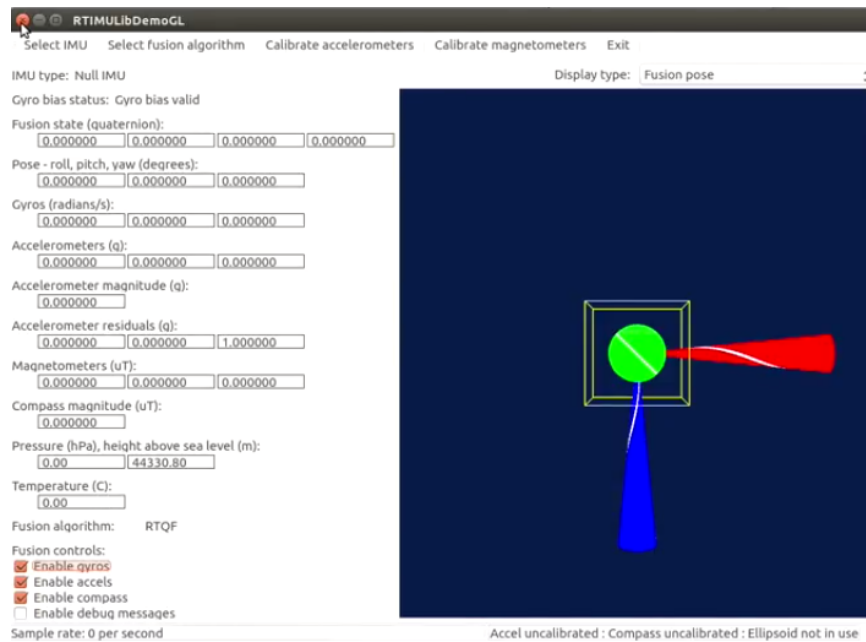 RTIMULibDemoGL
Select IMU Select fusion algorithm Calibrate accelerometers Calibrate magnetometers Exit
IMU type: Null IMU Display type: Fusion pose
Gyro bias status: Gyro bias valid
Fusion state (quaternion):
0.000000 0.000000 0.000000 0.000000
Pose - roll, pitch, yaw (degrees):
0.000000 0.000000 0.000000
Gyros (radians/s):
0.000000 0.000000 0.000000
Accelerometers (g):
0.000000 0.000000 0.000000
Accelerometer magnitude (g):
0.000000
Accelerometer residuals (g):
0.000000 0.000000 1.000000
Magnetometers (uT):
0.000000 0.000000 0.000000
Compass magnitude (uT):
0.000000
Pressure (hPa), height above sea level (m):
0.00 44330.80
Temperature (C):
0.00
Fusion algorithm: RTQF
Fusion controls:
Enable gyros
Enable accels
Enable compass
Enable debug messages
Sample rate: 0 per second Accel uncalibrated : Compass uncalibrated : Ellipsoid not in use